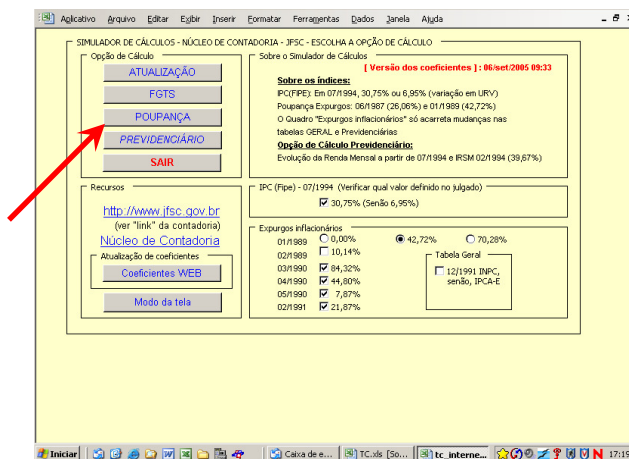 Aplicativo Arquivo Editar Exibir Inserir Formatar Ferramentas Dados Janela Ajuda
SIMULADOR DE CÁLCULOS - NÚCLEO DE CONTADORIA - JFSC - ESCOLHA A OPÇÃO DE CÁLCULO
Opção de Cálculo
ATUALIZAÇÃO
FGTS
POUPANÇA
PREVIDENCIÁRIO
SAIR
Sobre o Simulador de Cálculos
[ Versão dos coeficientes ] : 06/set/2005 09:33
Sobre os índices:
IPC(FIPE): Em 07/1994, 30,75% ou 6,95% (variação em URV)
Poupança Expurgos: 06/1987 (26,06%) e 01/1989 (42,72%)
O Quadro "Expurgos inflacionários" só acarreta mudanças nas
tabelas GERAL e Previdenciárias
Opção de Cálculo Previdenciário:
Evolução da Renda Mensal a partir de 07/1994 e IRSM 02/1994 (39,67%)
Recursos
http://www.jfsc.gov.br
(ver "link" da contadoria)
Núcleo de Contadoria
Atualização de coeficientes
Coeficientes WEB
Modo da tela
IPC (Fipe) - 07/1994 (Verificar qual valor definido no julgado)
30,75% (Senão 6,95%)
Expurgos inflacionários
01/1989 0,00% 42,72% 70,28%
02/1989 10,14%
03/1990 84,32%
04/1990 44,80%
05/1990 7,87%
02/1991 21,87%
Tabela Geral
12/1991 INPC,
senão, IPCA-E
Iniciar Caixa de e... TC.xls [So... tc_interne... 17:19